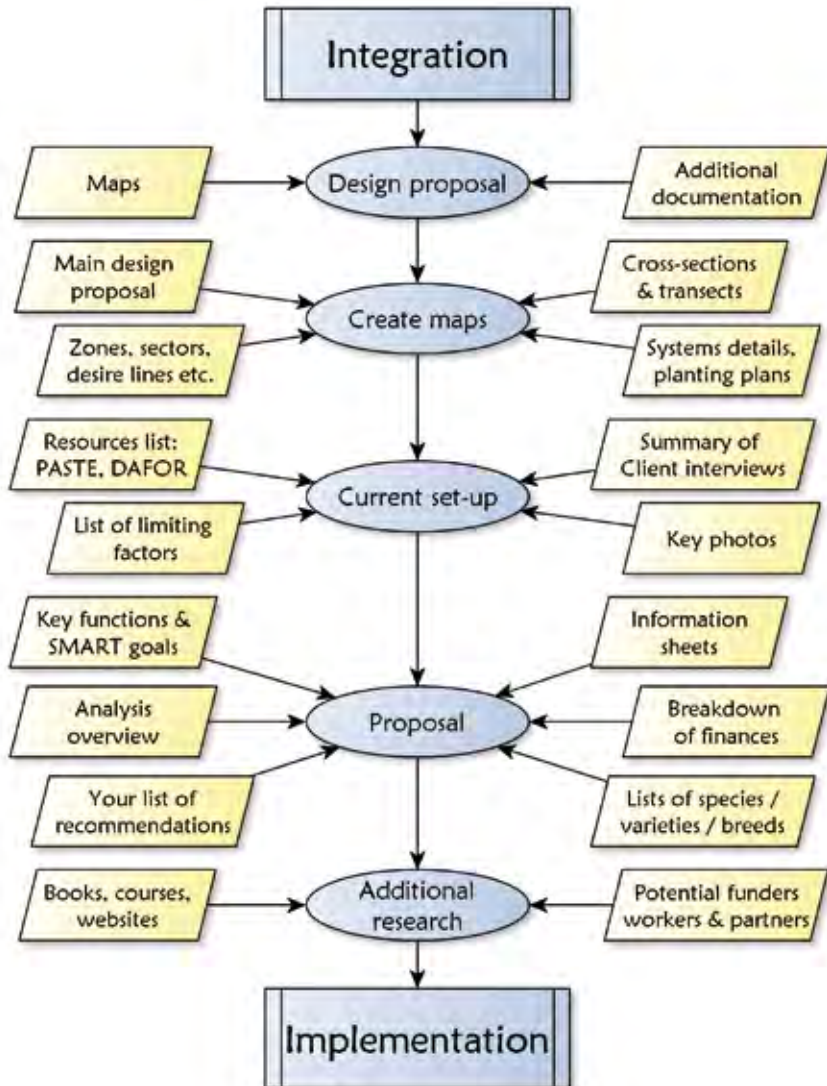 Integration
Maps
Design proposal
Additional
documentation
Main design
proposal
Cross-sections
& transects
Create maps
Zones, sectors,
desire lines etc.
Systems details,
planting plans
Resources list:
PASTE, DAFOR
Summary of
Client interviews
Current set-up
List of limiting
factors
Key photos
Key functions &
SMART goals
Information
sheets
Analysis
overview
Proposal
Breakdown
of finances
Your list of
recommendations
Lists of species /
varieties / breeds
Books, courses,
websites
Additional
research
Potential funders
workers & partners
Implementation